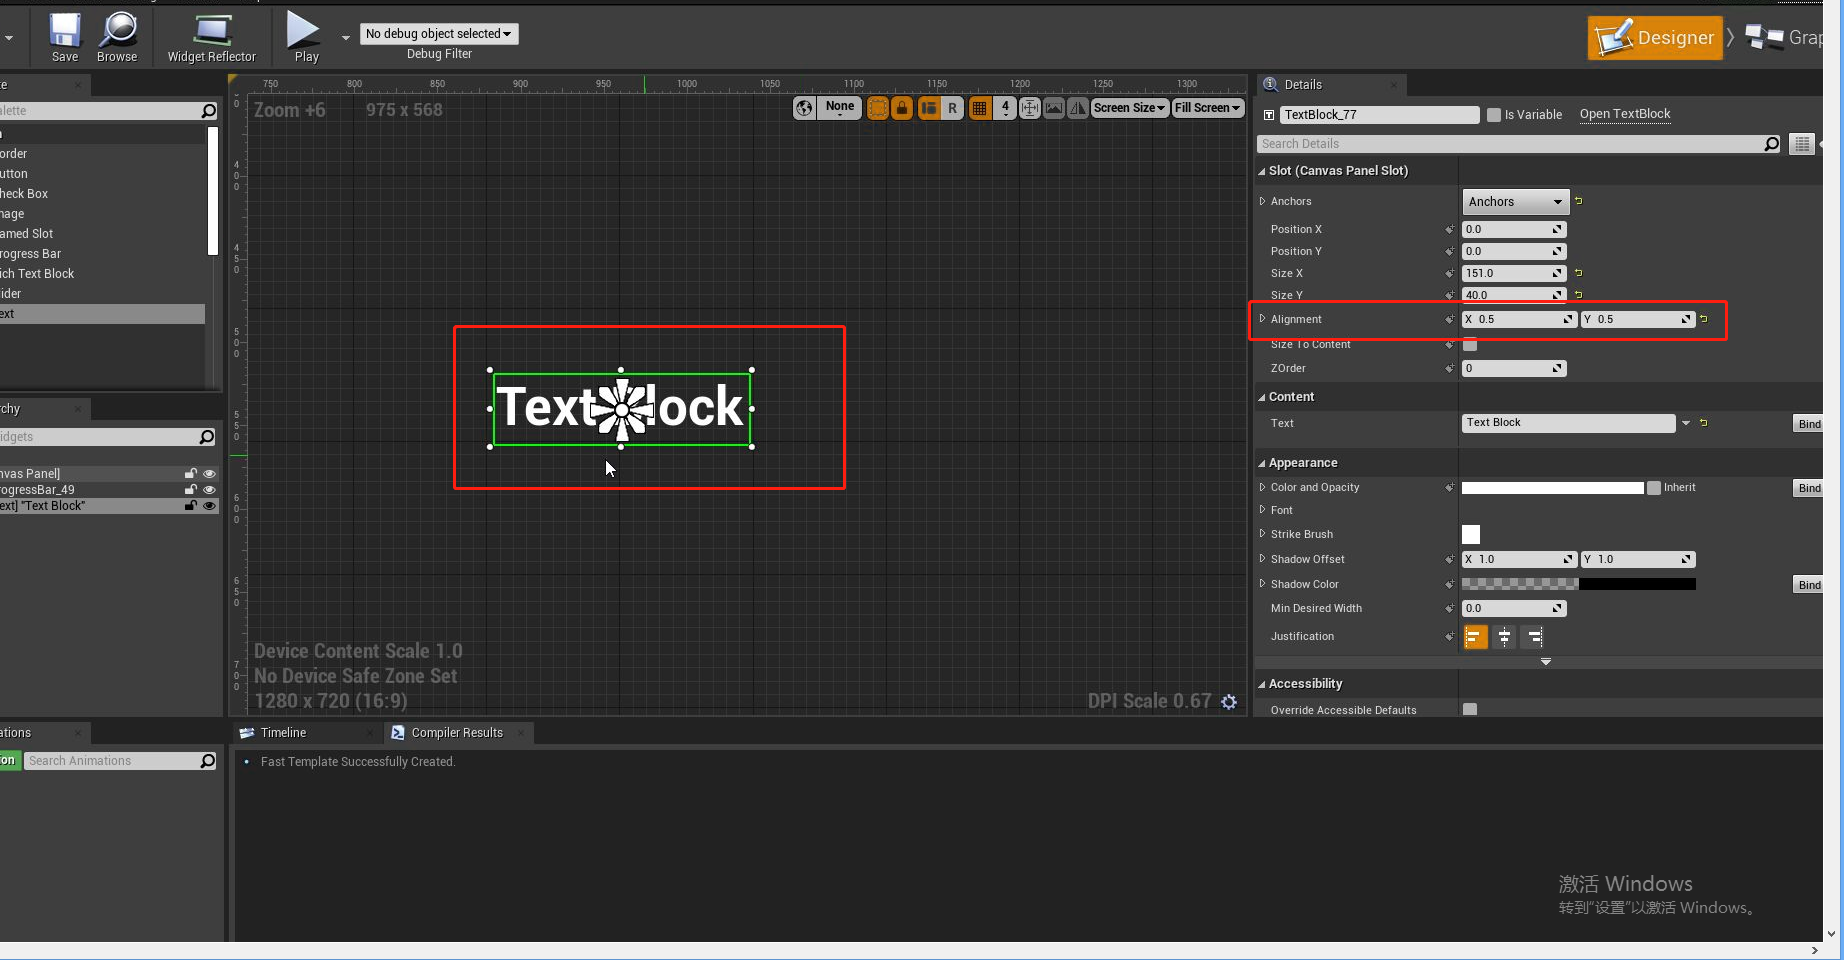 Save
Browse
Widget Reflector
Play
No debug object selected
Debug Filter
Designer
alette
order
utton
heck Box
mage
amed Slot
rogress Bar
ich Text Block
ider
ext
rchy
idgets
nvas Panel]
rogressBar_49
ext] "Text Block"
ations
on
Search Animations
750 800 850 900 950 1000 1050 1100 1150 1200 1250 1300
Zoom +6
975 x 568
None
R
4
Screen Size
Fill Screen
Text lock
Device Content Scale 1.0
No Device Safe Zone Set
1280 x 720 (16:9)
DPI Scale 0.67
Timeline
Compiler Results
Fast Template Successfully Created.
Details
TextBlock_77
Is Variable
Open TextBlock
Search Details
Slot (Canvas Panel Slot)
Anchors
Anchors
Position X
0.0
Position Y
0.0
Size X
151.0
Size Y
40.0
Alignment
X 0.5
Y 0.5
Size To Content
ZOrder
0
Content
Text
Text Block
Bind
Appearance
Color and Opacity
Inherit
Bind
Font
Strike Brush
Shadow Offset
X 1.0
Y 1.0
Shadow Color
Bind
Min Desired Width
0.0
Justification
Accessibility
Override Accessible Defaults
激活 Windows
转到"设置"以激活 Windows。